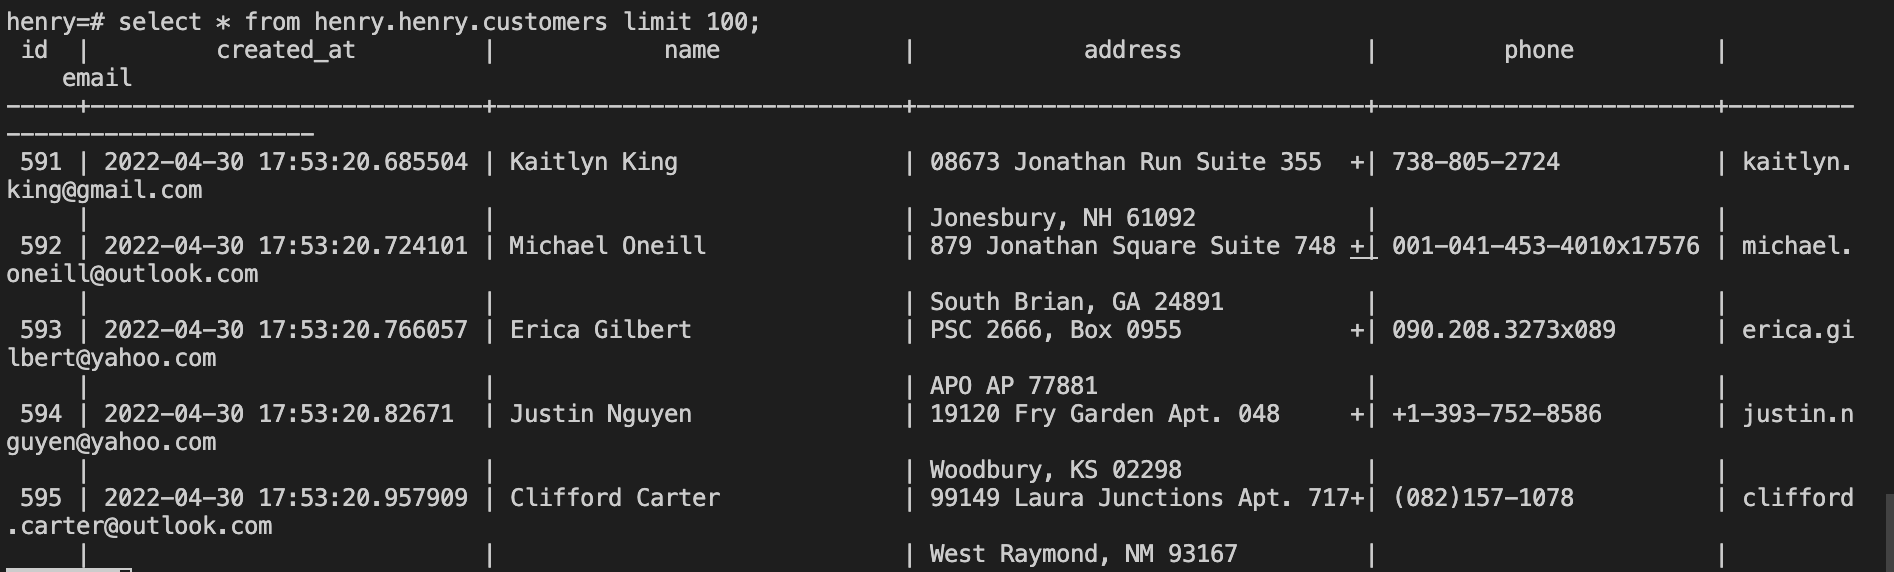 henry=# select * from henry.henry.customers limit 100;
 id  |         created_at         |            name             |            address             |         phone          |
    email
-----+----------------------------+-----------------------------+--------------------------------+------------------------+---------
----------------------
 591 | 2022-04-30 17:53:20.685504 | Kaitlyn King                | 08673 Jonathan Run Suite 355  +| 738-805-2724           | kaitlyn.
king@gmail.com
     |                            |                             | Jonesbury, NH 61092            |                        |
 592 | 2022-04-30 17:53:20.724101 | Michael Oneill              | 879 Jonathan Square Suite 748 +| 001-041-453-4010x17576 | michael.
oneill@outlook.com
     |                            |                             | South Brian, GA 24891          |                        |
 593 | 2022-04-30 17:53:20.766057 | Erica Gilbert               | PSC 2666, Box 0955            +| 090.208.3273x089       | erica.gi
lbert@yahoo.com
     |                            |                             | APO AP 77881                   |                        |
 594 | 2022-04-30 17:53:20.82671  | Justin Nguyen               | 19120 Fry Garden Apt. 048     +| +1-393-752-8586        | justin.n
guyen@yahoo.com
     |                            |                             | Woodbury, KS 02298             |                        |
 595 | 2022-04-30 17:53:20.957909 | Clifford Carter             | 99149 Laura Junctions Apt. 717+| (082)157-1078          | clifford
.carter@outlook.com
     |                            |                             | West Raymond, NM 93167         |                        |